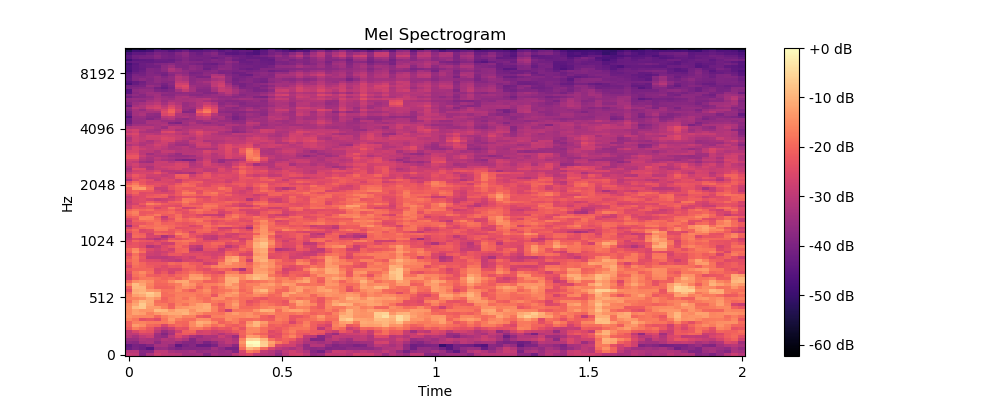 Mel Spectrogram
8192
4096
2048
1024
512
0
Hz
0
0.5
1
1.5
2
Time
+0 dB
-10 dB
-20 dB
-30 dB
-40 dB
-50 dB
-60 dB